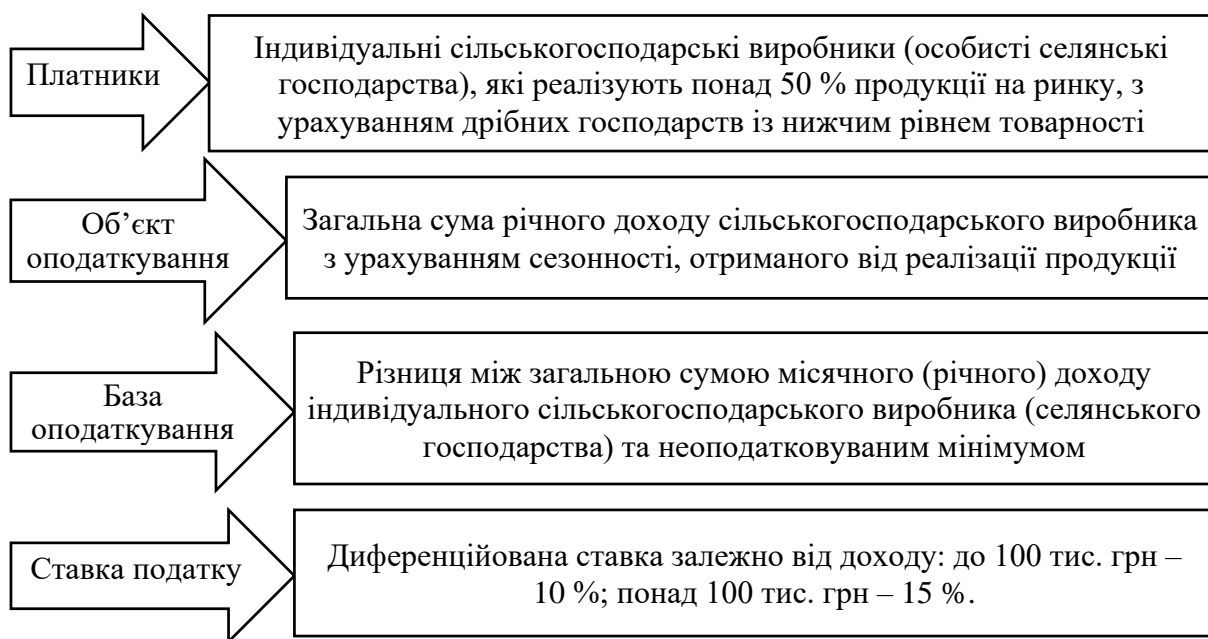 Платники
Індивідуальні сільськогосподарські виробники (особисті селянські
господарства), які реалізують понад 50 % продукції на ринку, з
урахуванням дрібних господарств із нижчим рівнем товарності
Об’єкт
оподаткування
Загальна сума річного доходу сільськогосподарського виробника
з урахуванням сезонності, отриманого від реалізації продукції
База
оподаткування
Різниця між загальною сумою місячного (річного) доходу
індивідуального сільськогосподарського виробника (селянського
господарства) та неоподатковуваним мінімумом
Ставка податку
Диференційована ставка залежно від доходу: до 100 тис. грн –
10 %; понад 100 тис. грн – 15 %.